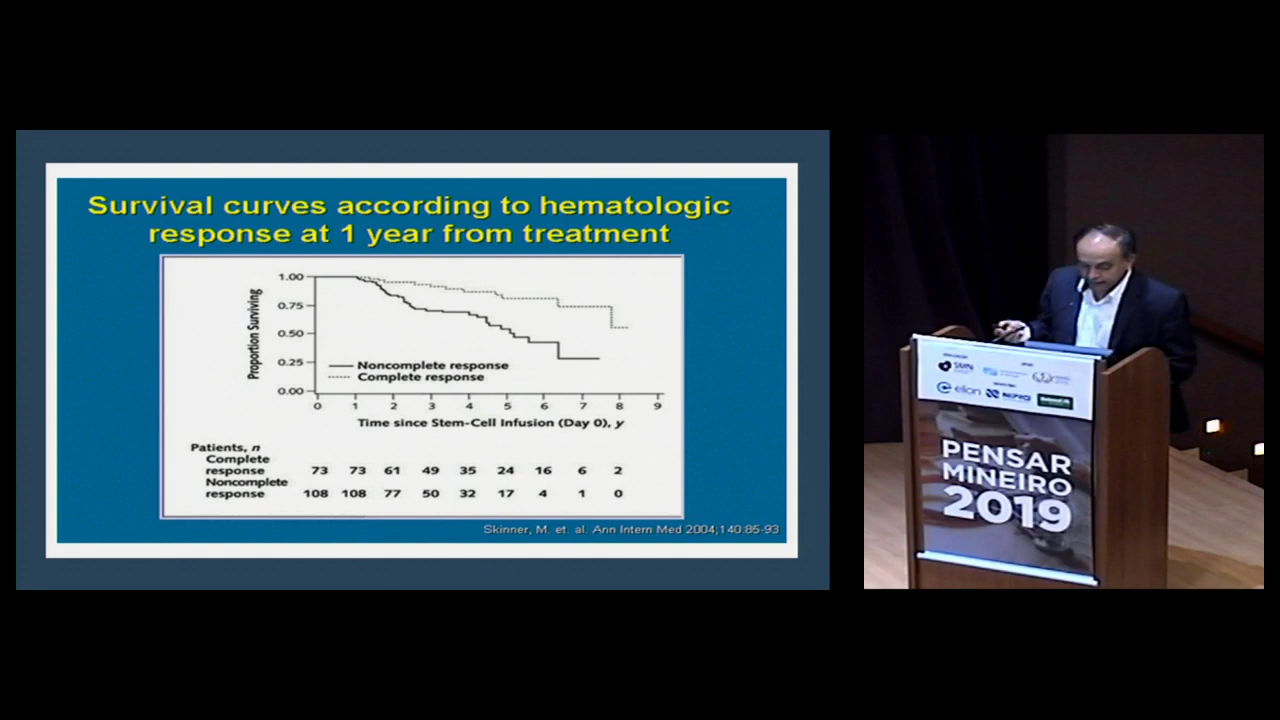 Survival curves according to hematologic
response at 1 year from treatment
1.00
0.75
0.50
0.25
0.00
Proportion Surviving
Noncomplete response
Complete response
0 1 2 3 4 5 6 7 8 9
Time since Stem-Cell Infusion (Day 0), y
Patients, n
Complete
response 73 73 61 49 35 24 16 6 2
Noncomplete
response 108 108 77 50 32 17 4 1 0
Skinner, M. et. al. Ann Intern Med 2004;140:85-93
SMN
elion
PENSAR
MINEIRO
2019